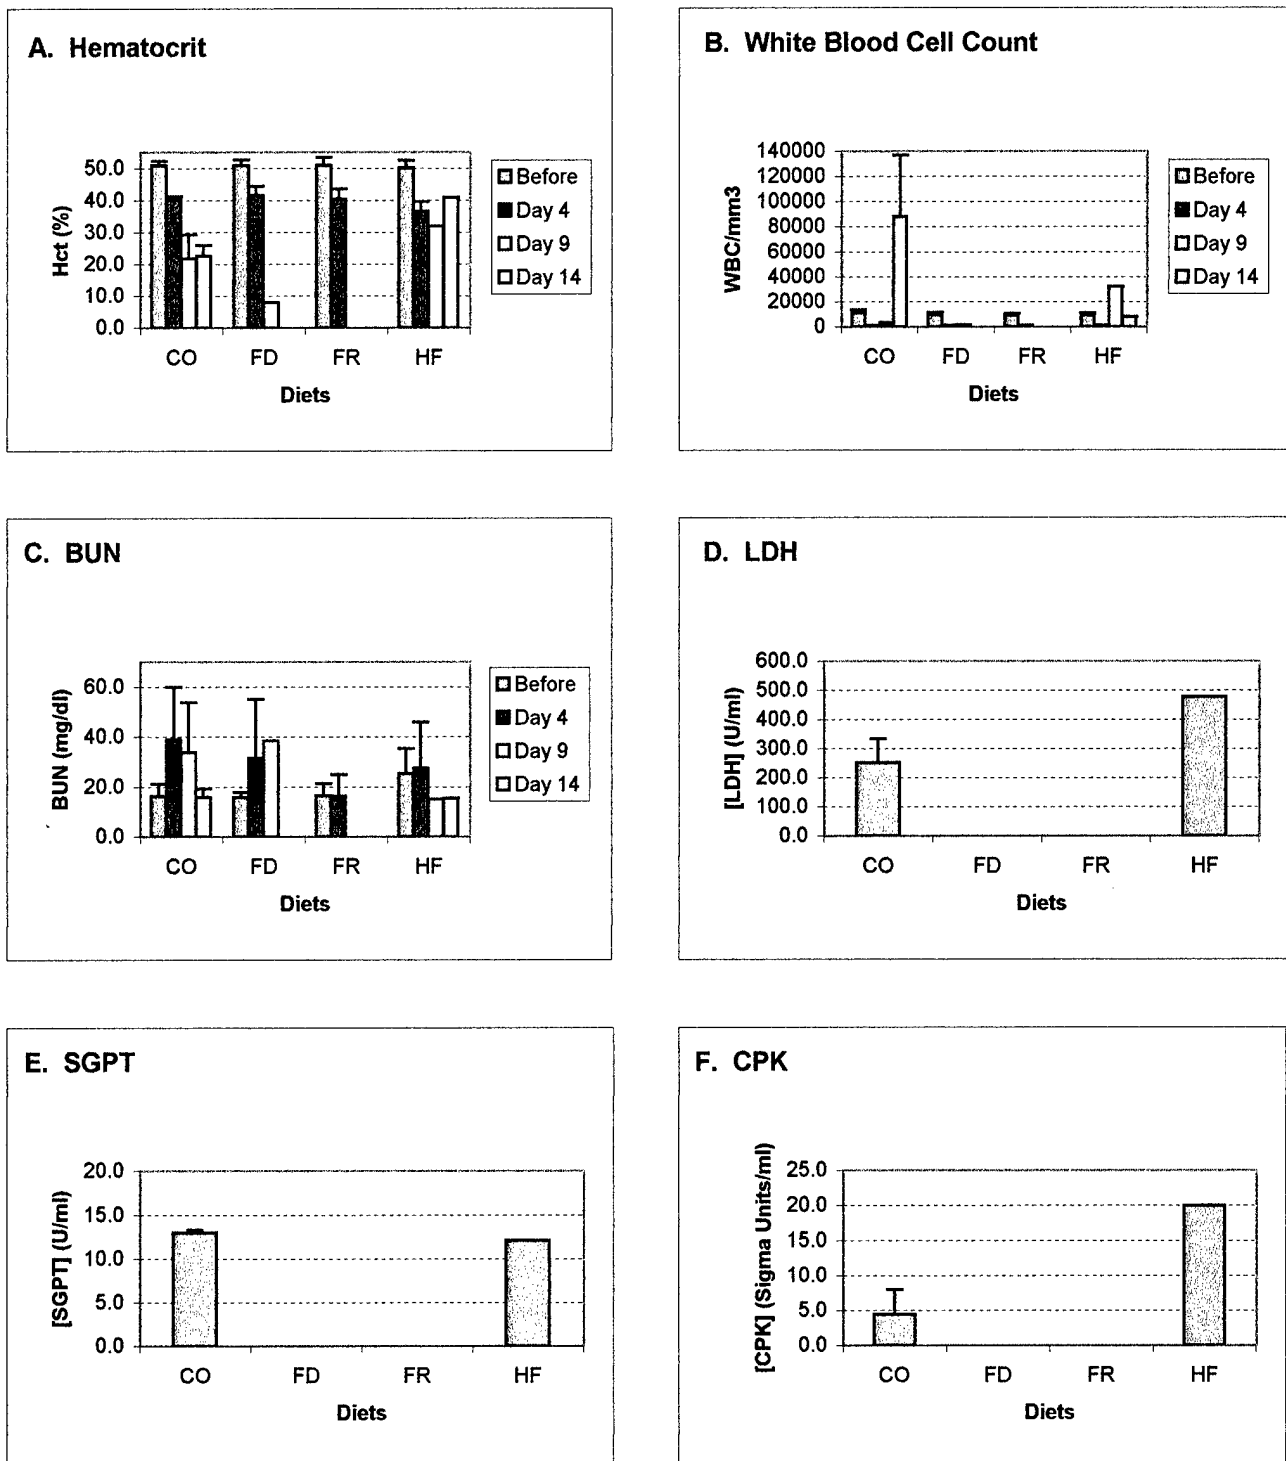 A. Hematocrit
Hct (%)
50.0
40.0
30.0
20.0
10.0
0.0
CO FD FR HF
Diets
Before
Day 4
Day 9
Day 14
B. White Blood Cell Count
WBC/mm3
140000
120000
100000
80000
60000
40000
20000
0
CO FD FR HF
Diets
Before
Day 4
Day 9
Day 14
C. BUN
BUN (mg/dl)
60.0
40.0
20.0
0.0
CO FD FR HF
Diets
Before
Day 4
Day 9
Day 14
D. LDH
[LDH] (U/ml)
600.0
500.0
400.0
300.0
200.0
100.0
0.0
CO FD FR HF
Diets
E. SGPT
[SGPT] (U/ml)
20.0
15.0
10.0
5.0
0.0
CO FD FR HF
Diets
F. CPK
[CPK] (Sigma Units/ml)
25.0
20.0
15.0
10.0
5.0
0.0
CO FD FR HF
Diets